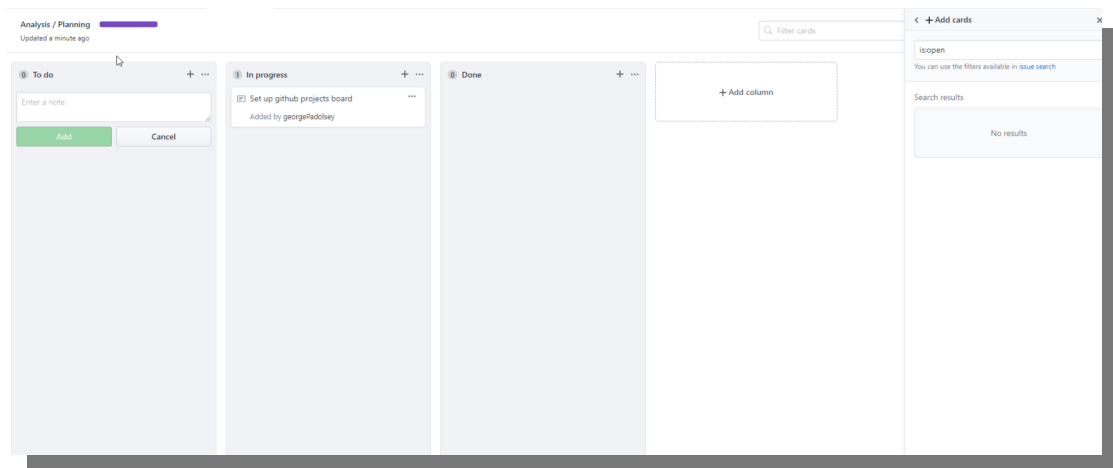 Analysis / Planning
Updated a minute ago
Filter cards
0 To do
Enter a note
Add
Cancel
1 In progress
Set up github projects board
Added by georgePadolsey
0 Done
+ Add column
+ Add cards
is:open
You can use the filters available in issue search
Search results
No results